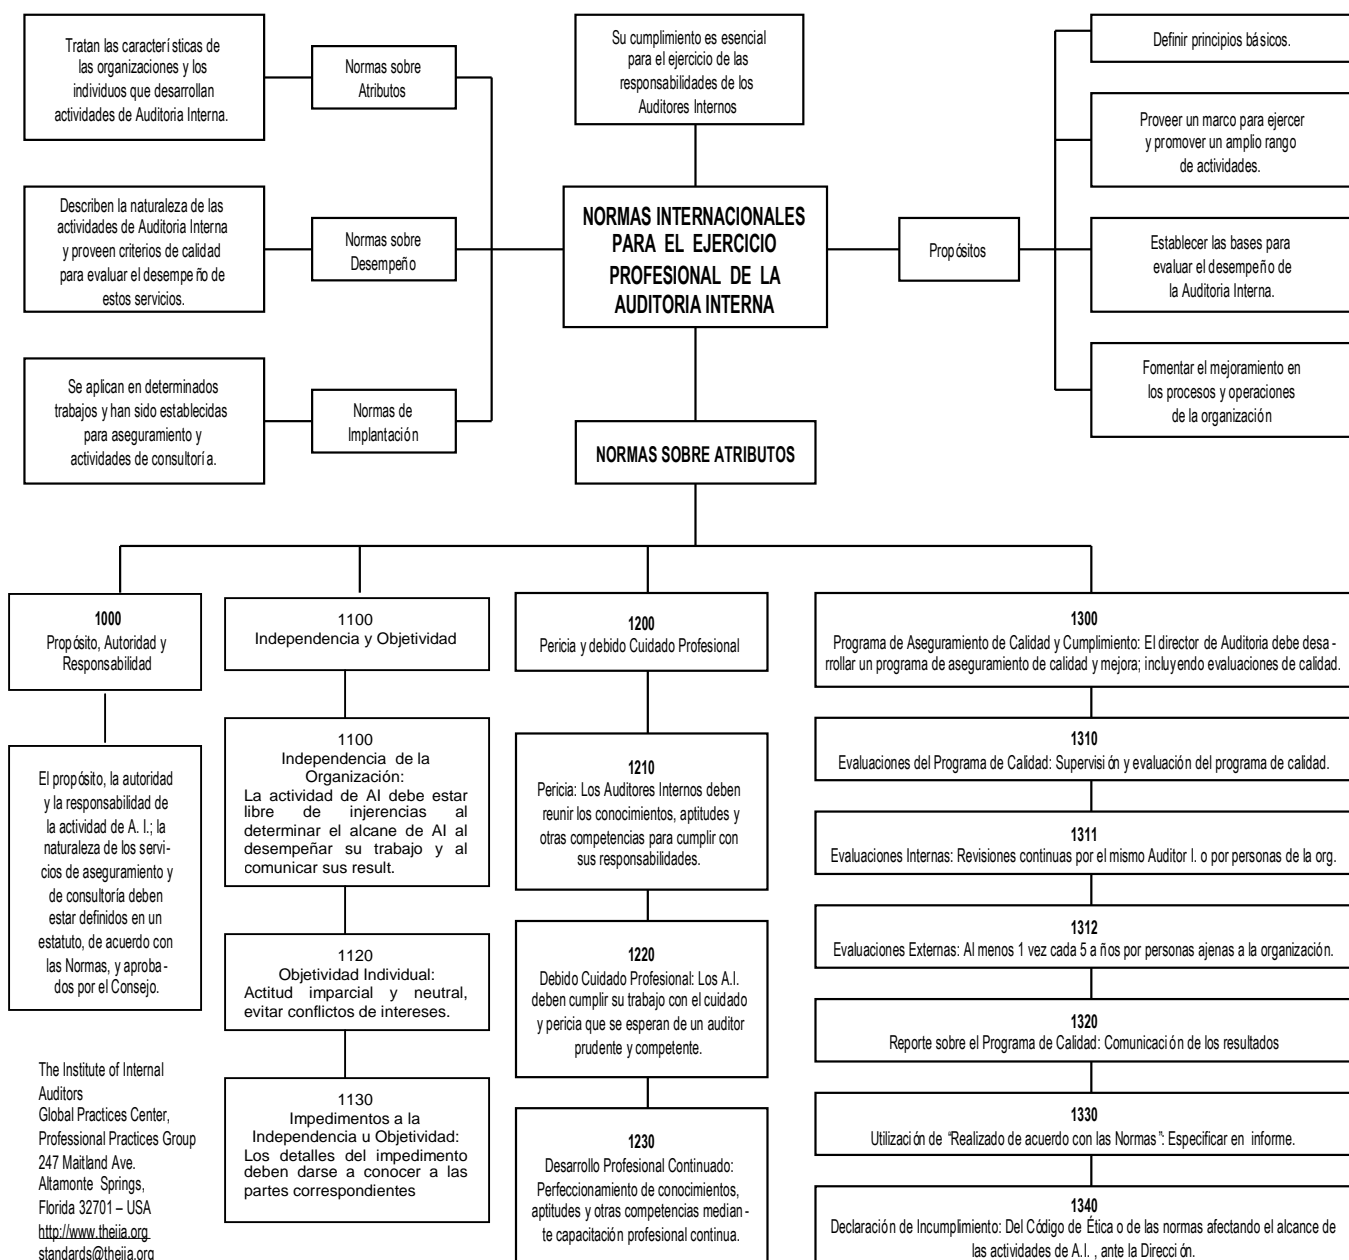 Tratan las características de
las organizaciones y los
individuos que desarrollan
actividades de Auditoria Interna.
Normas sobre
Atributos
Su cumplimiento es esencial
para el ejercicio de las
responsabilidades de los
Auditores Internos
Definir principios básicos.
Proveer un marco para ejercer
y promover un amplio rango
de actividades.
Describen la naturaleza de las
actividades de Auditoria Interna
y proveen criterios de calidad
para evaluar el desempeño de
estos servicios.
Normas sobre
Desempeño
NORMAS INTERNACIONALES
PARA EL EJERCICIO
PROFESIONAL DE LA
AUDITORIA INTERNA
Propósitos
Establecer las bases para
evaluar el desempeño de
la Auditoria Interna.
Se aplican en determinados
trabajos y han sido establecidas
para aseguramiento y
actividades de consultoría.
Normas de
Implantación
Fomentar el mejoramiento en
los procesos y operaciones
de la organización
NORMAS SOBRE ATRIBUTOS
1000
Propósito, Autoridad y
Responsabilidad
El propósito, la autoridad
y la responsabilidad de
la actividad de A. I.; la
naturaleza de los servi-
cios de aseguramiento y
de consultoría deben
estar definidos en un
estatuto, de acuerdo con
las Normas, y aproba-
dos por el Consejo.
The Institute of Internal
Auditors
Global Practices Center,
Professional Practices Group
247 Maitland Ave.
Altamonte Springs,
Florida 32701 – USA
http://www.theiia.org
standards@theiia.org
1100
Independencia y Objetividad
1100
Independencia de la
Organización:
La actividad de AI debe estar
libre de injerencias al
determinar el alcane de AI al
desempeñar su trabajo y al
comunicar sus result.
1120
Objetividad Individual:
Actitud imparcial y neutral,
evitar conflictos de intereses.
1130
Impedimentos a la
Independencia u Objetividad:
Los detalles del impedimento
deben darse a conocer a las
partes correspondientes
1200
Pericia y debido Cuidado Profesional
1210
Pericia: Los Auditores Internos deben
reunir los conocimientos, aptitudes y
otras competencias para cumplir con
sus responsabilidades.
1220
Debido Cuidado Profesional: Los A.I.
deben cumplir su trabajo con el cuidado
y pericia que se esperan de un auditor
prudente y competente.
1230
Desarrollo Profesional Continuado:
Perfeccionamiento de conocimientos,
aptitudes y otras competencias median-
te capacitación profesional continua.
1300
Programa de Aseguramiento de Calidad y Cumplimiento: El director de Auditoria debe desa-
rrollar un programa de aseguramiento de calidad y mejora; incluyendo evaluaciones de calidad.
1310
Evaluaciones del Programa de Calidad: Supervisión y evaluación del programa de calidad.
1311
Evaluaciones Internas: Revisiones continuas por el mismo Auditor I. o por personas de la org.
1312
Evaluaciones Externas: Al menos 1 vez cada 5 años por personas ajenas a la organización.
1320
Reporte sobre el Programa de Calidad: Comunicación de los resultados
1330
Utilización de “Realizado de acuerdo con las Normas”: Especificar en informe.
1340
Declaración de Incumplimiento: Del Código de Ética o de las normas afectando el alcance de
las actividades de A.I. , ante la Dirección.